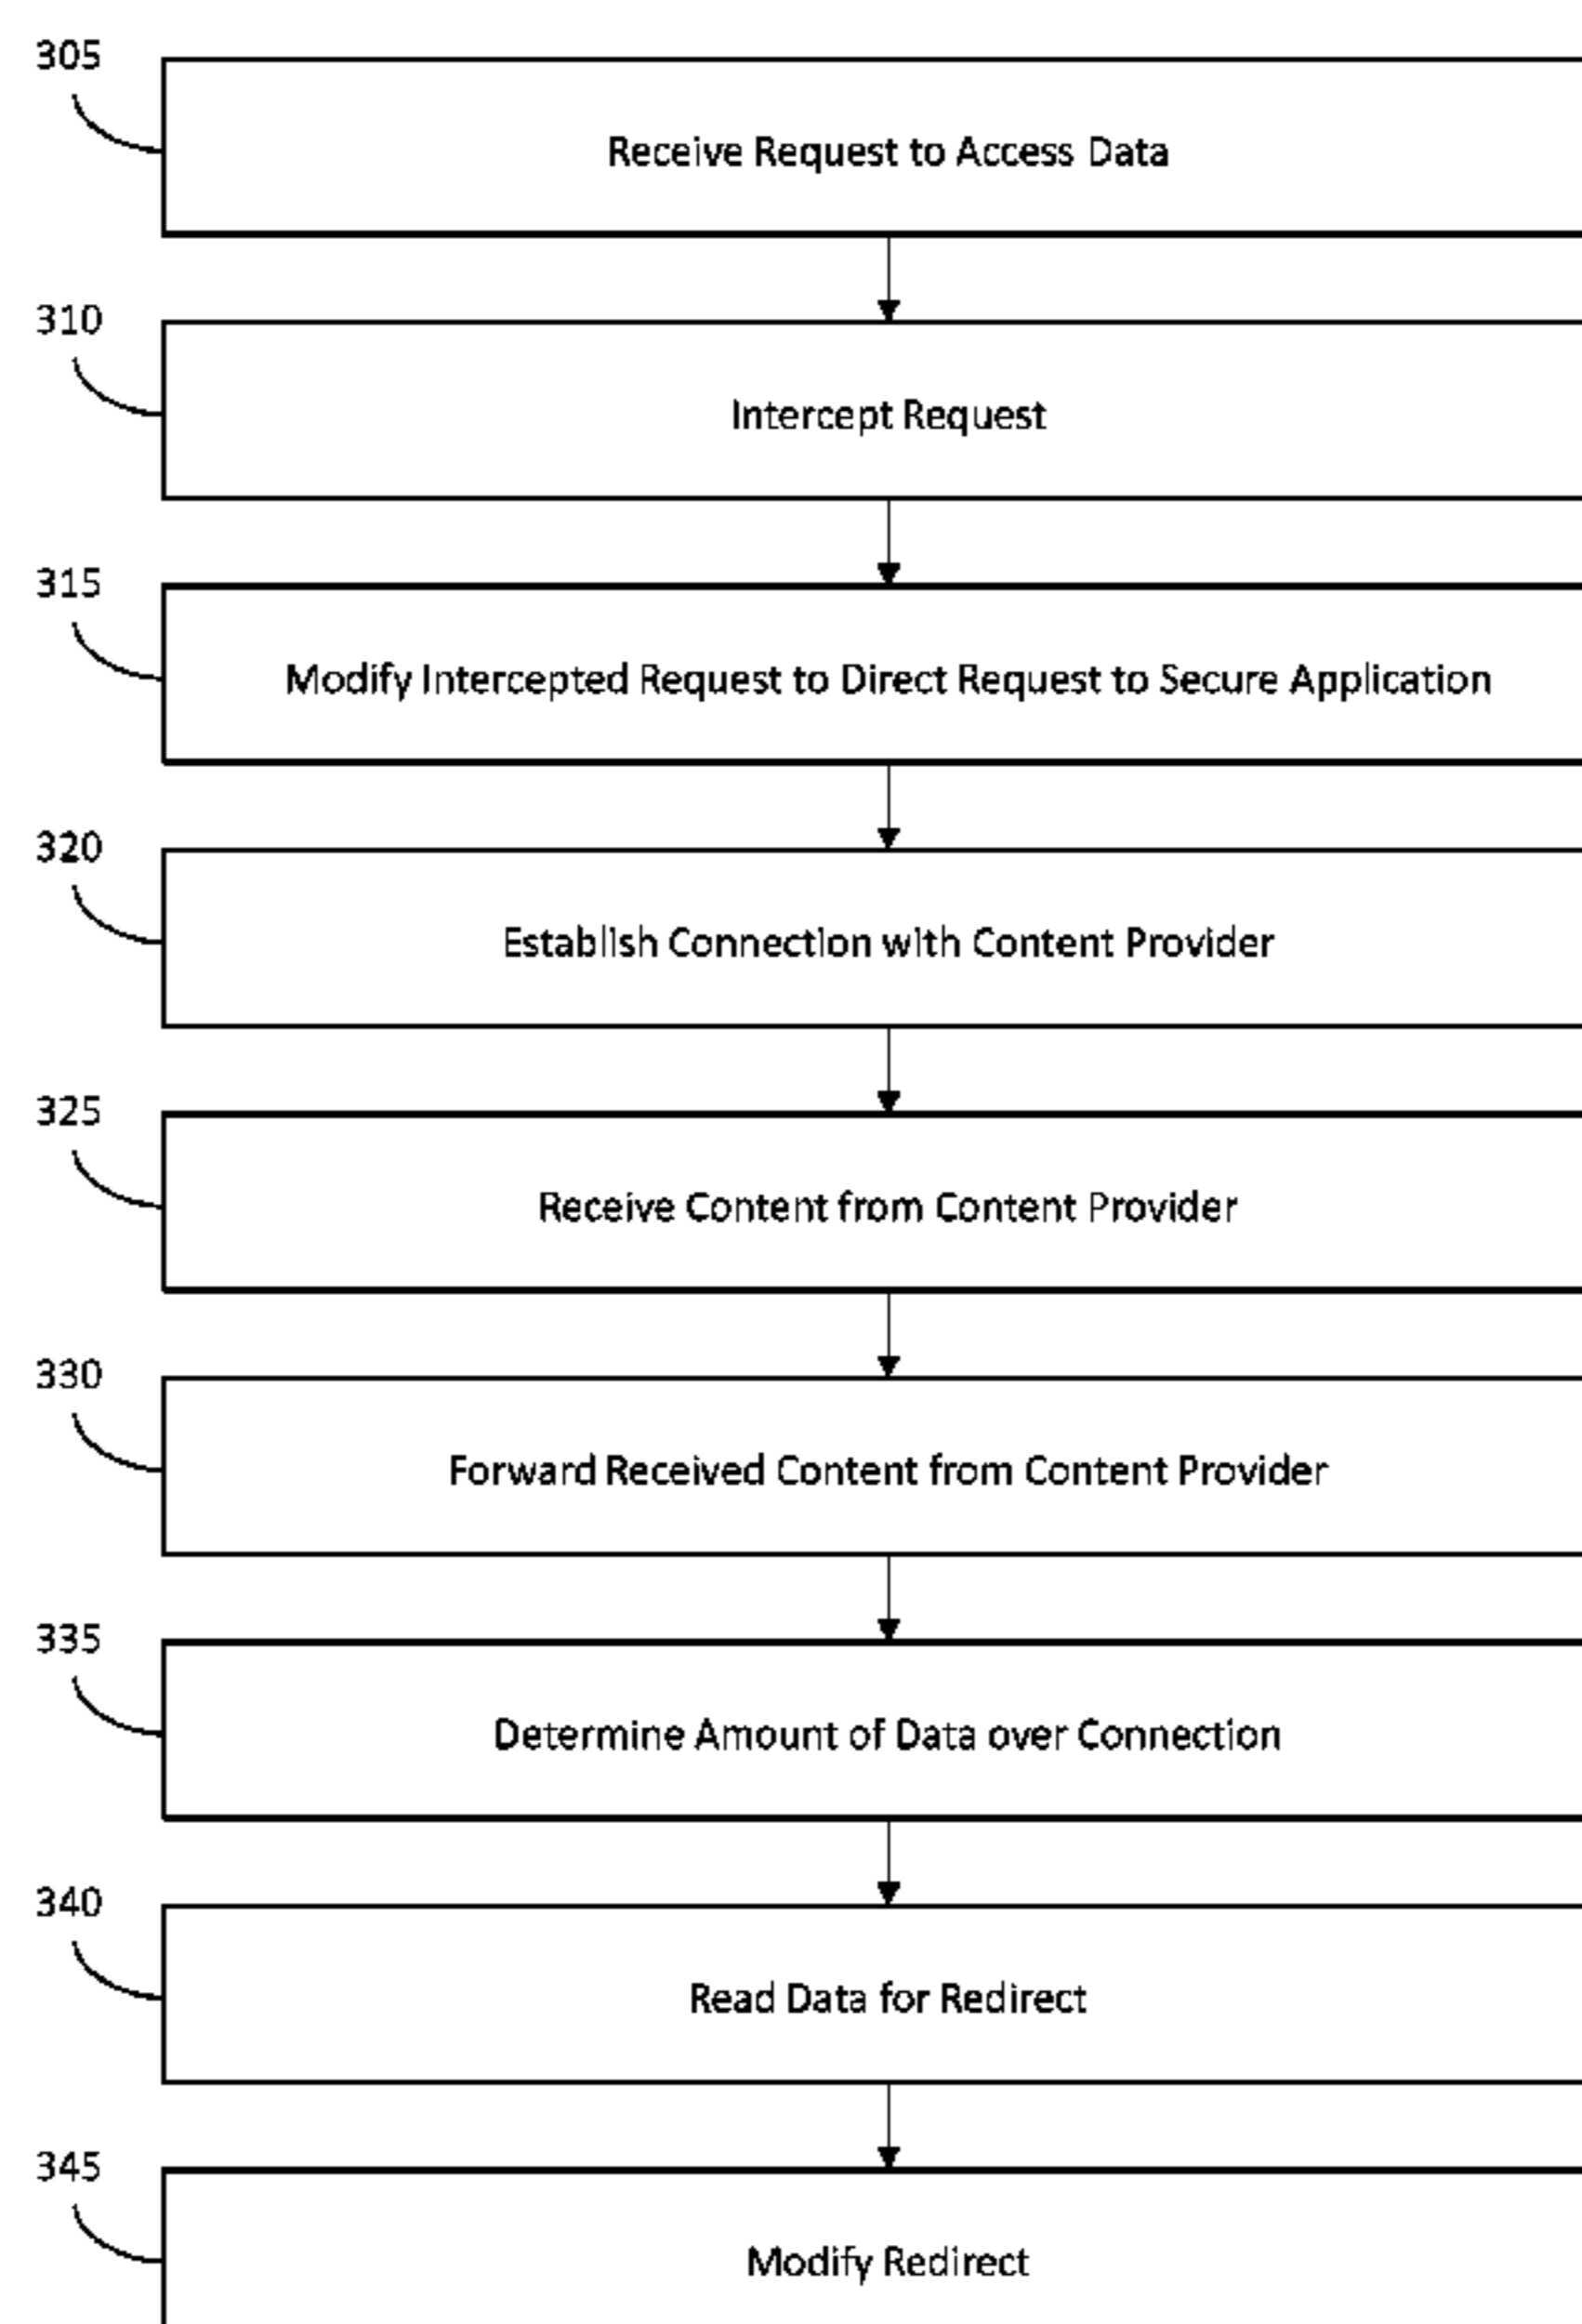 305
Receive Request to Access Data
310
Intercept Request
315
Modify Intercepted Request to Direct Request to Secure Application
320
Establish Connection with Content Provider
325
Receive Content from Content Provider
330
Forward Received Content from Content Provider
335
Determine Amount of Data over Connection
340
Read Data for Redirect
345
Modify Redirect